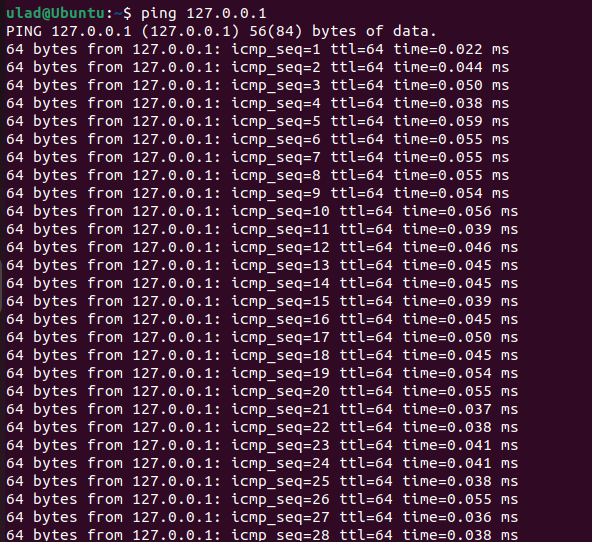 ulad@Ubuntu:~$ ping 127.0.0.1
PING 127.0.0.1 (127.0.0.1) 56(84) bytes of data.
64 bytes from 127.0.0.1: icmp_seq=1 ttl=64 time=0.022 ms
64 bytes from 127.0.0.1: icmp_seq=2 ttl=64 time=0.044 ms
64 bytes from 127.0.0.1: icmp_seq=3 ttl=64 time=0.050 ms
64 bytes from 127.0.0.1: icmp_seq=4 ttl=64 time=0.038 ms
64 bytes from 127.0.0.1: icmp_seq=5 ttl=64 time=0.059 ms
64 bytes from 127.0.0.1: icmp_seq=6 ttl=64 time=0.055 ms
64 bytes from 127.0.0.1: icmp_seq=7 ttl=64 time=0.055 ms
64 bytes from 127.0.0.1: icmp_seq=8 ttl=64 time=0.055 ms
64 bytes from 127.0.0.1: icmp_seq=9 ttl=64 time=0.054 ms
64 bytes from 127.0.0.1: icmp_seq=10 ttl=64 time=0.056 ms
64 bytes from 127.0.0.1: icmp_seq=11 ttl=64 time=0.039 ms
64 bytes from 127.0.0.1: icmp_seq=12 ttl=64 time=0.046 ms
64 bytes from 127.0.0.1: icmp_seq=13 ttl=64 time=0.045 ms
64 bytes from 127.0.0.1: icmp_seq=14 ttl=64 time=0.045 ms
64 bytes from 127.0.0.1: icmp_seq=15 ttl=64 time=0.039 ms
64 bytes from 127.0.0.1: icmp_seq=16 ttl=64 time=0.045 ms
64 bytes from 127.0.0.1: icmp_seq=17 ttl=64 time=0.050 ms
64 bytes from 127.0.0.1: icmp_seq=18 ttl=64 time=0.045 ms
64 bytes from 127.0.0.1: icmp_seq=19 ttl=64 time=0.054 ms
64 bytes from 127.0.0.1: icmp_seq=20 ttl=64 time=0.055 ms
64 bytes from 127.0.0.1: icmp_seq=21 ttl=64 time=0.037 ms
64 bytes from 127.0.0.1: icmp_seq=22 ttl=64 time=0.038 ms
64 bytes from 127.0.0.1: icmp_seq=23 ttl=64 time=0.041 ms
64 bytes from 127.0.0.1: icmp_seq=24 ttl=64 time=0.041 ms
64 bytes from 127.0.0.1: icmp_seq=25 ttl=64 time=0.038 ms
64 bytes from 127.0.0.1: icmp_seq=26 ttl=64 time=0.055 ms
64 bytes from 127.0.0.1: icmp_seq=27 ttl=64 time=0.036 ms
64 bytes from 127.0.0.1: icmp_seq=28 ttl=64 time=0.038 ms